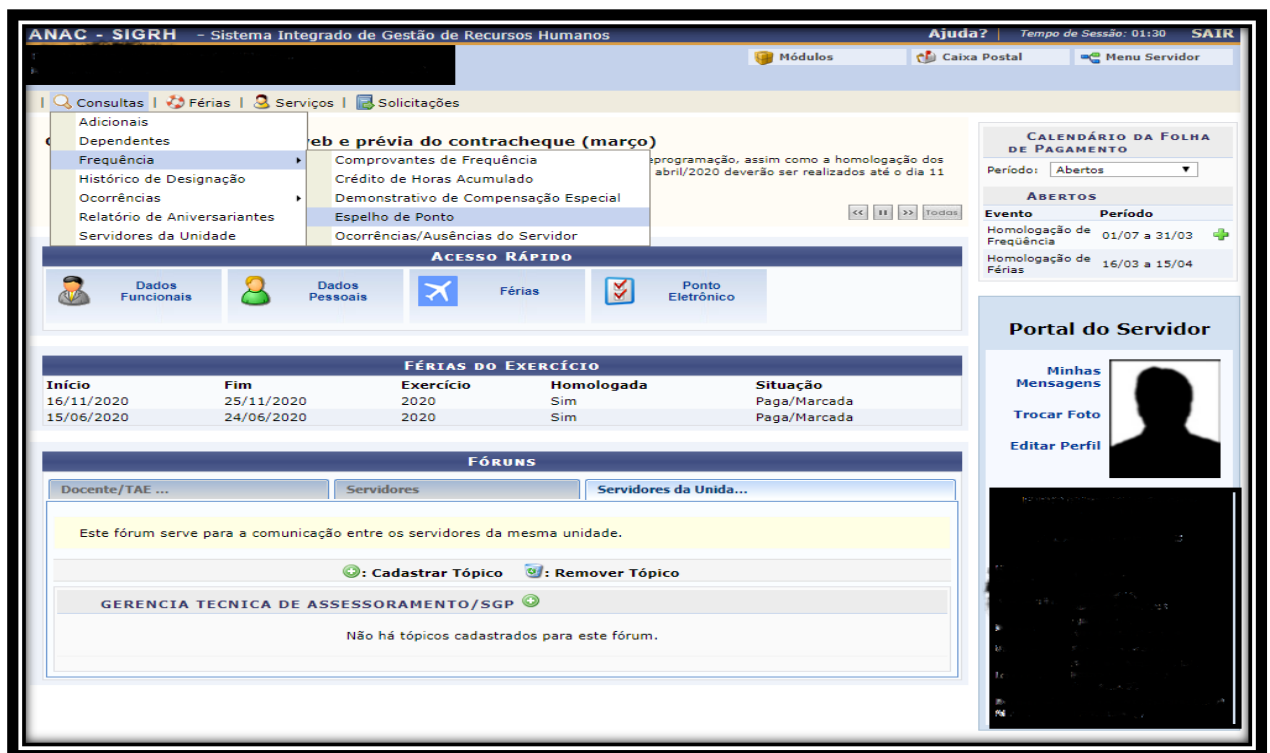 ANAC - SIGRH - Sistema Integrado de Gestão de Recursos Humanos Ajuda? | Tempo de Sessão: 01:30 SAIR
Módulos Caixa Postal Menu Servidor
| Consultas | Férias | Serviços | Solicitações
Adicionais
Dependentes
Frequência
Histórico de Designação
Ocorrências
Relatório de Aniversariantes
Servidores da Unidade
Comprovantes de Frequência
Crédito de Horas Acumulado
Demonstrativo de Compensação Especial
Espelho de Ponto
Ocorrências/Ausências do Servidor
web e prévia do contracheque (março)
eprogramação, assim como a homologação dos
abril/2020 deverão ser realizados até o dia 11
<< >> Todas
Calendário da Folha
de Pagamento
Período: Abertos
Abertos
Evento Período
Homologação de Freqüência 01/07 a 31/03
Homologação de Férias 16/03 a 15/04
Acesso Rápido
Dados Funcionais
Dados Pessoais
Férias
Ponto Eletrônico
Portal do Servidor
Minhas Mensagens
Trocar Foto
Editar Perfil
Férias do Exercício
Início Fim Exercício Homologada Situação
16/11/2020 25/11/2020 2020 Sim Paga/Marcada
15/06/2020 24/06/2020 2020 Sim Paga/Marcada
Fóruns
Docente/TAE ... Servidores Servidores da Unida...
Este fórum serve para a comunicação entre os servidores da mesma unidade.
: Cadastrar Tópico : Remover Tópico
GERENCIA TECNICA DE ASSESSORAMENTO/SGP
Não há tópicos cadastrados para este fórum.